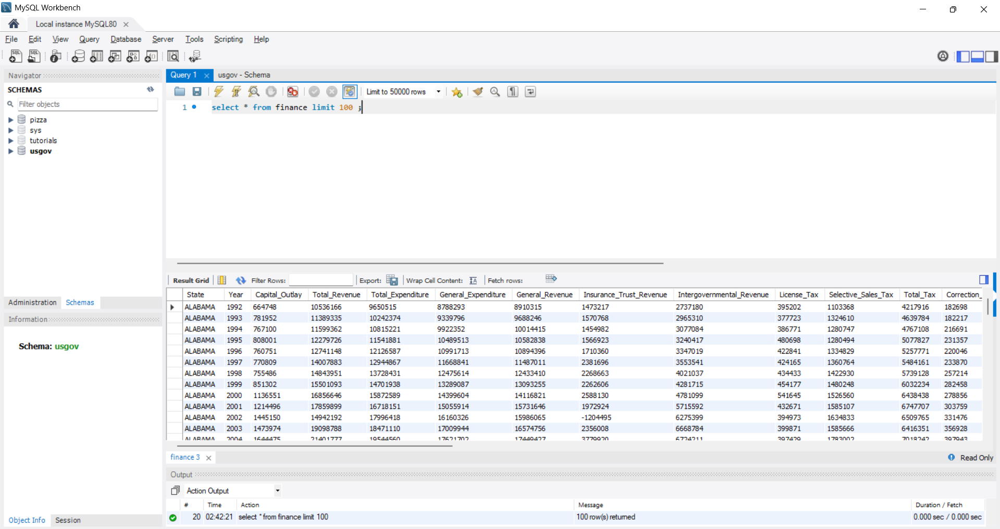 MySQL Workbench
Local instance MySQL80
File Edit View Query Database Server Tools Scripting Help
Navigator
SCHEMAS
Filter objects
pizza
sys
tutorials
usgov
Administration Schemas
Information
Schema: usgov
Object Info Session
Query 1 usgov - Schema
Limit to 50000 rows
1 select * from finance limit 100 ;
Result Grid Filter Rows: Export: Wrap Cell Content: Fetch rows:
State Year Capital_Outlay Total_Revenue Total_Expenditure General_Expenditure General_Revenue Insurance_Trust_Revenue Intergovernmental_Revenue License_Tax Selective_Sales_Tax Total_Tax Correction_
ALABAMA 1992 664748 10536166 9650515 8788293 8910315 1473217 2737180 395202 1103368 4217916 182698
ALABAMA 1993 781952 11389335 10242374 9339796 9688246 1570768 2965310 377723 1324610 4639784 182217
ALABAMA 1994 767100 11599362 10815221 9922352 10014415 1454982 3077084 386771 1280747 4767108 216691
ALABAMA 1995 808001 12279726 11541881 10489513 10582838 1566923 3240417 480698 1280494 5077827 231357
ALABAMA 1996 760751 12741148 12126587 10991713 10894396 1710360 3347019 422841 1334829 5257771 220046
ALABAMA 1997 770809 14007883 12944867 11668841 11487011 2381696 3553541 424165 1360764 5484161 233870
ALABAMA 1998 755486 14843951 13728431 12475614 12433410 2268663 4021037 434433 1422930 5739128 257214
ALABAMA 1999 851302 15501093 14701938 13289087 13093255 2262606 4281715 454177 1480248 6032234 282458
ALABAMA 2000 1136551 16856646 15872589 14399604 14116821 2588130 4781099 541645 1526560 6438438 278856
ALABAMA 2001 1214496 17859899 16718151 15055914 15731646 1972924 5715592 432671 1585107 6747707 303759
ALABAMA 2002 1445150 14942192 17996418 16160326 15986065 -1204495 6275399 394973 1634833 6509765 331476
ALABAMA 2003 1473974 19098788 18471110 17009944 16574756 2356008 6668784 399871 1585666 6416351 356928
ALABAMA 2004 1644475 21401777 19544560 17621702 17449427 3779920 6724211 397429 1783002 7018242 397943
finance 3 Read Only
Output
Action Output
# Time Action Message Duration / Fetch
20 02:42:21 select * from finance limit 100 100 row(s) returned 0.000 sec / 0.000 sec